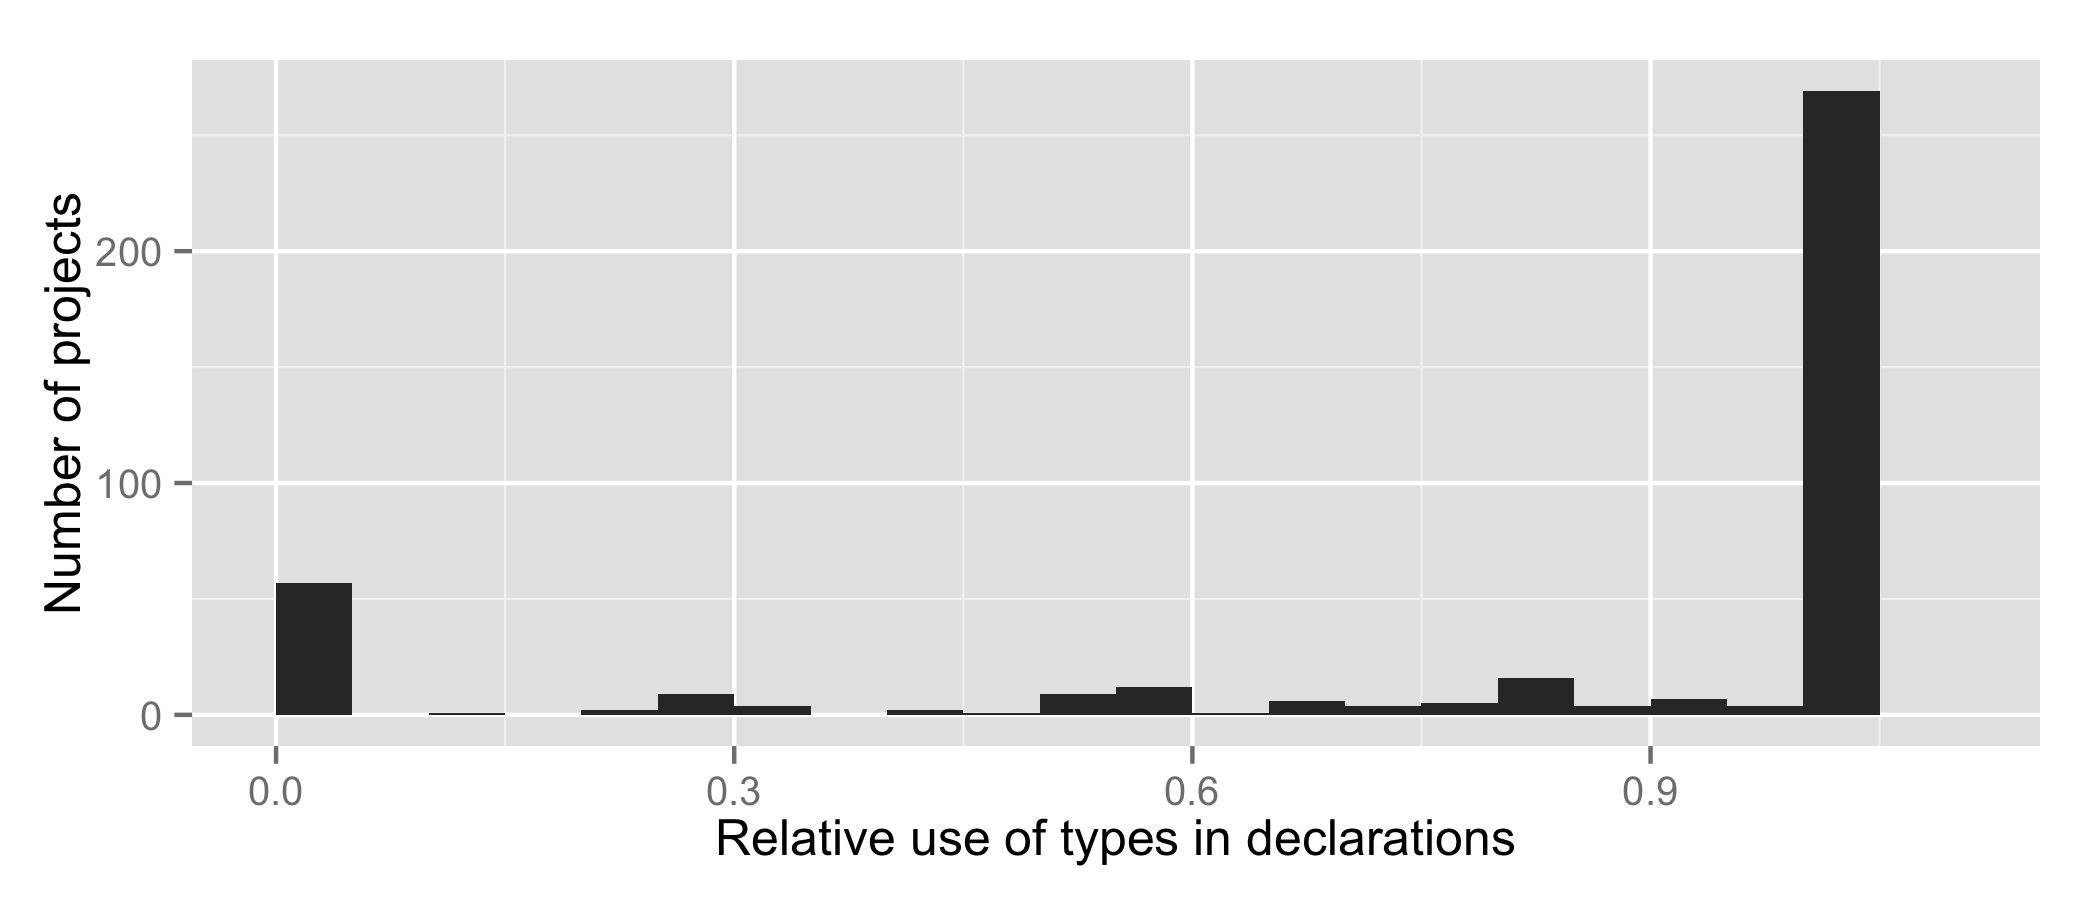 Number of projects
200
100
0
0.0 0.3 0.6 0.9
Relative use of types in declarations